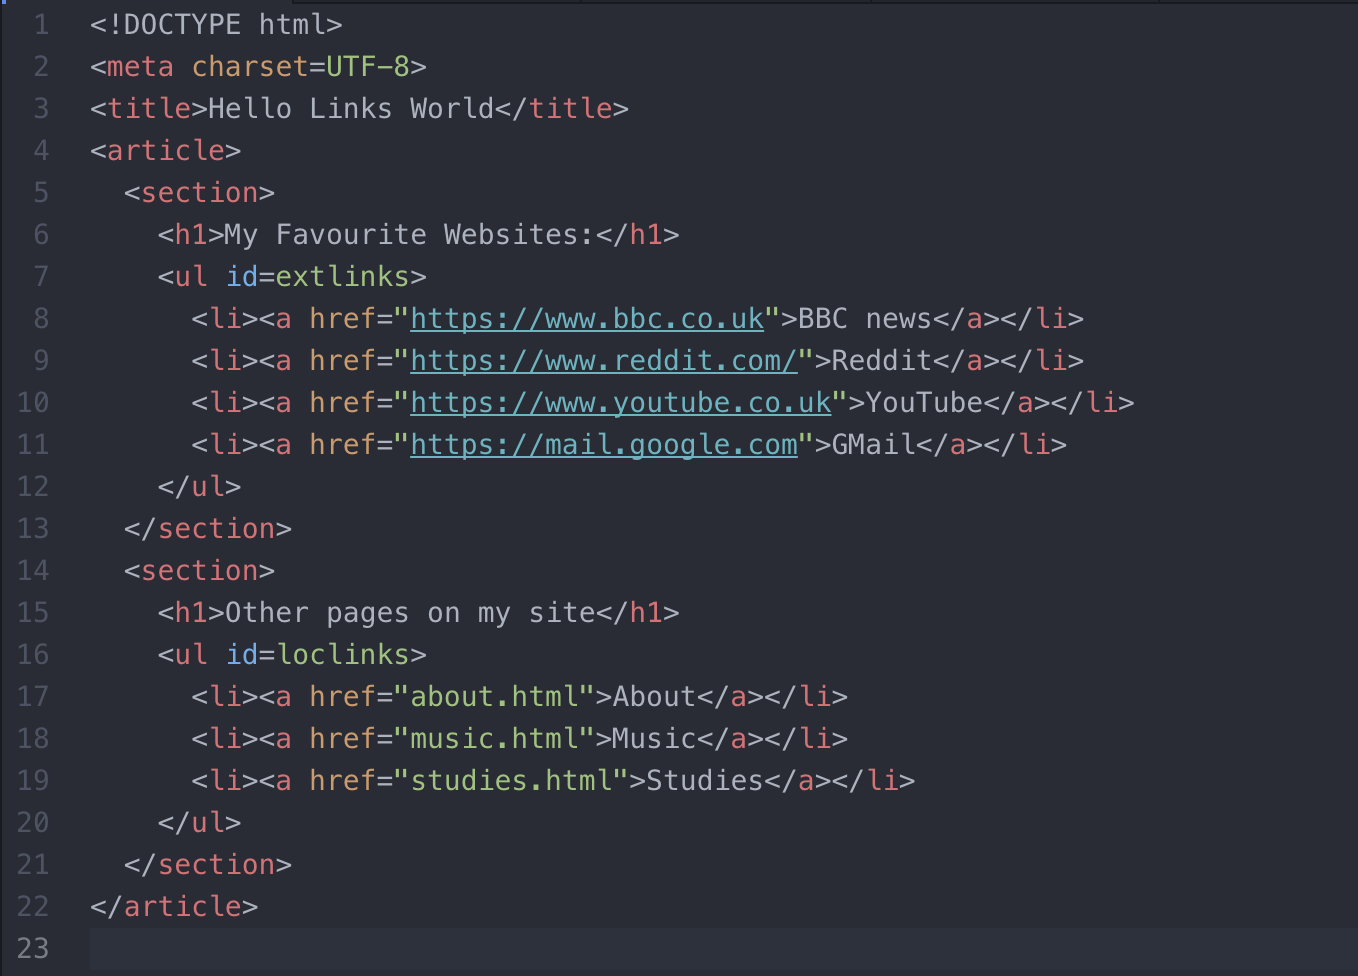 1 <!DOCTYPE html>
2 <meta charset=UTF-8>
3 <title>Hello Links World</title>
4 <article>
5   <section>
6     <h1>My Favourite Websites:</h1>
7     <ul id=extlinks>
8       <li><a href="https://www.bbc.co.uk">BBC news</a></li>
9       <li><a href="https://www.reddit.com/">Reddit</a></li>
10       <li><a href="https://www.youtube.co.uk">YouTube</a></li>
11       <li><a href="https://mail.google.com">GMail</a></li>
12     </ul>
13   </section>
14   <section>
15     <h1>Other pages on my site</h1>
16     <ul id=loclinks>
17       <li><a href="about.html">About</a></li>
18       <li><a href="music.html">Music</a></li>
19       <li><a href="studies.html">Studies</a></li>
20     </ul>
21   </section>
22 </article>
23